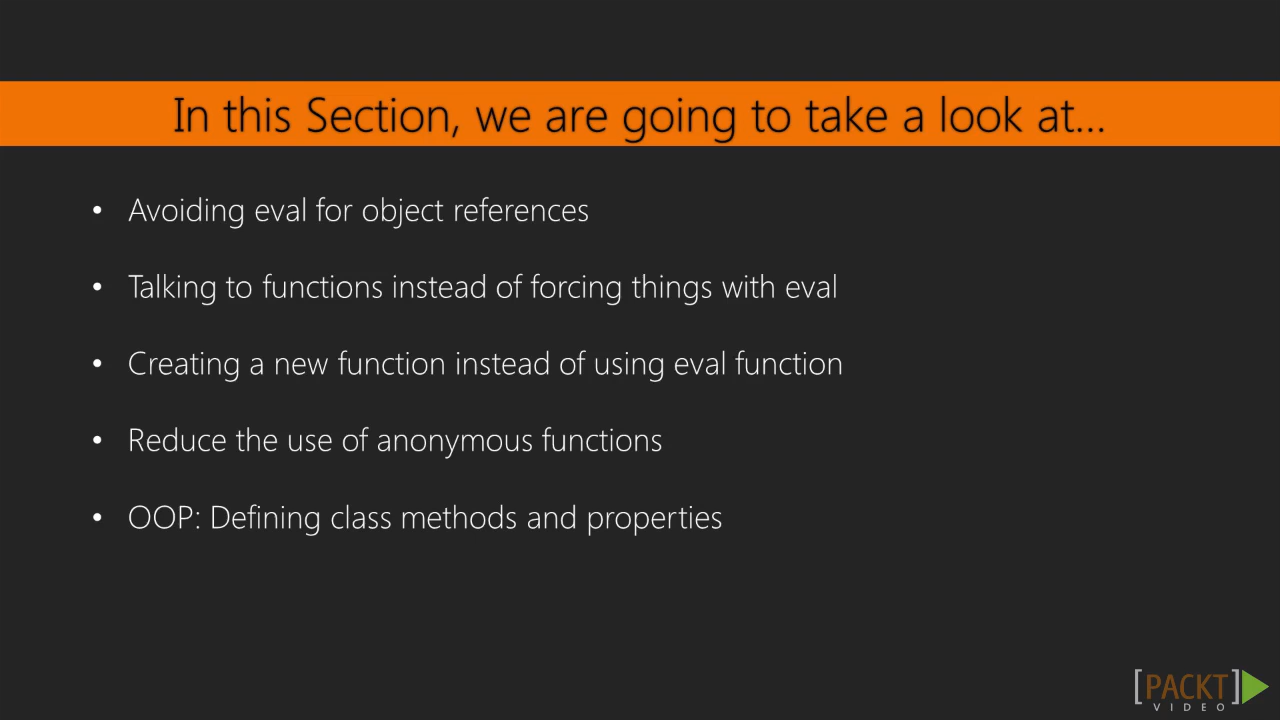 In this Section, we are going to take a look at...
• Avoiding eval for object references
• Talking to functions instead of forcing things with eval
• Creating a new function instead of using eval function
• Reduce the use of anonymous functions
• OOP: Defining class methods and properties
[PACKT]
VIDEO